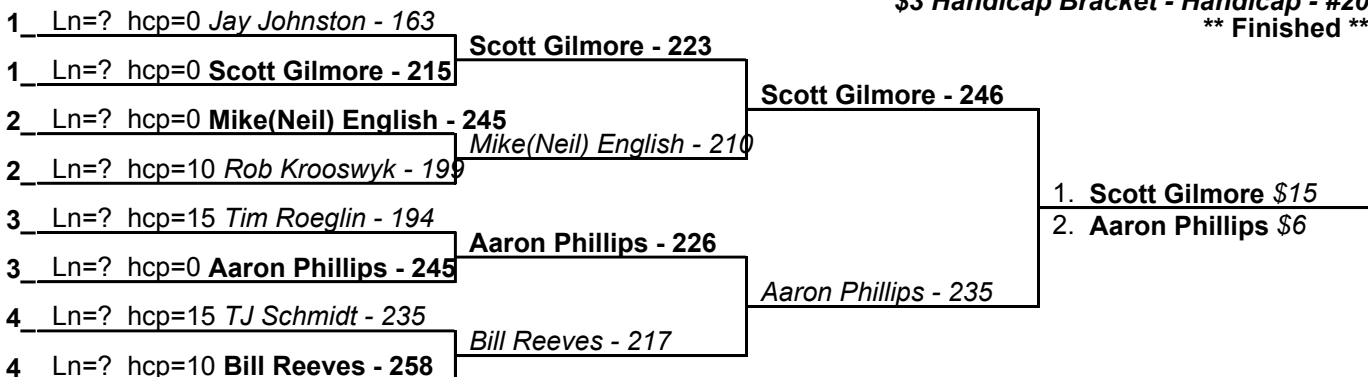 $3 Handicap Bracket - Handicap - #20
** Finished **
1_ Ln=? hcp=0 Jay Johnston - 163
Scott Gilmore - 223
1_ Ln=? hcp=0 Scott Gilmore - 215
Scott Gilmore - 246
2_ Ln=? hcp=0 Mike(Neil) English - 245
Mike(Neil) English - 210
2_ Ln=? hcp=10 Rob Krooswyk - 199
1. Scott Gilmore $15
3_ Ln=? hcp=15 Tim Roeglin - 194
2. Aaron Phillips $6
Aaron Phillips - 226
3_ Ln=? hcp=0 Aaron Phillips - 245
Aaron Phillips - 235
4_ Ln=? hcp=15 TJ Schmidt - 235
Bill Reeves - 217
4 Ln=? hcp=10 Bill Reeves - 258